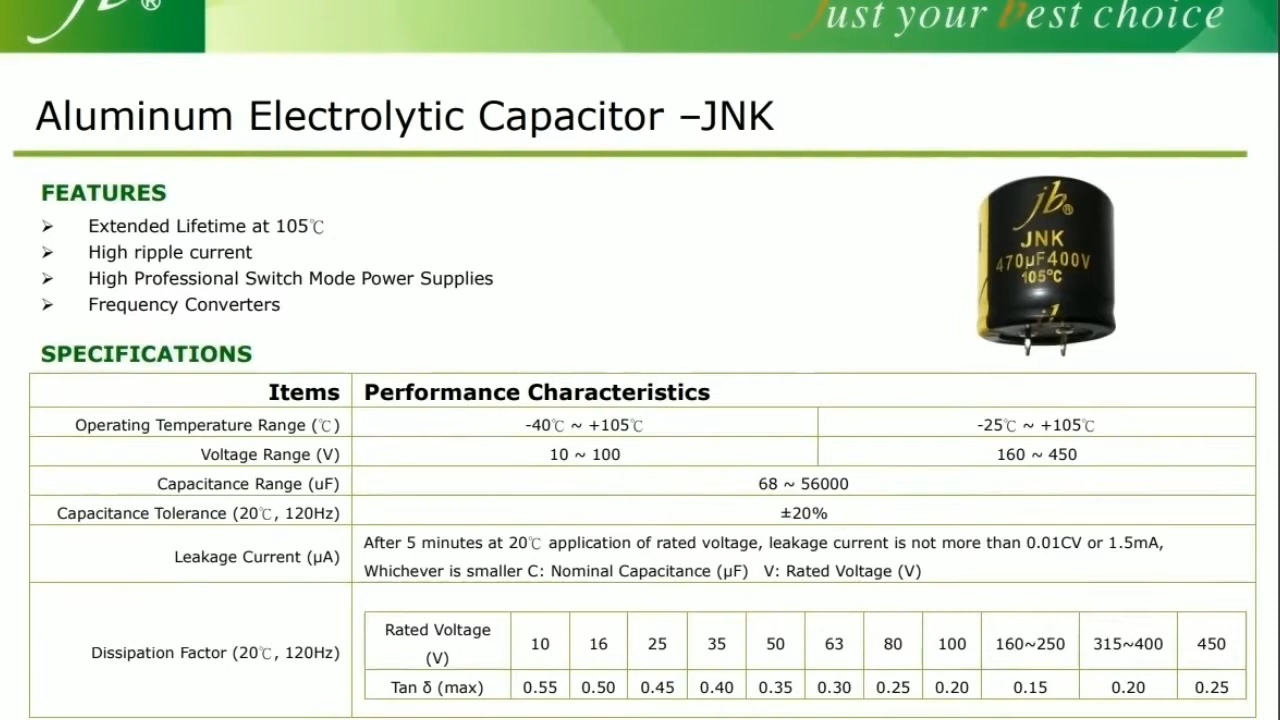 jb®
Just your best choice
Aluminum Electrolytic Capacitor –JNK
FEATURES
➢ Extended Lifetime at 105℃
➢ High ripple current
➢ High Professional Switch Mode Power Supplies
➢ Frequency Converters
jb®
JNK
470µF400V
105°C
SPECIFICATIONS
Items Performance Characteristics
Operating Temperature Range (℃) -40℃ ~ +105℃ -25℃ ~ +105℃
Voltage Range (V) 10 ~ 100 160 ~ 450
Capacitance Range (uF) 68 ~ 56000
Capacitance Tolerance (20℃, 120Hz) ±20%
Leakage Current (µA) After 5 minutes at 20℃ application of rated voltage, leakage current is not more than 0.01CV or 1.5mA,
Whichever is smaller C: Nominal Capacitance (µF) V: Rated Voltage (V)
Dissipation Factor (20℃, 120Hz)
Rated Voltage (V) 10 16 25 35 50 63 80 100 160~250 315~400 450
Tan δ (max) 0.55 0.50 0.45 0.40 0.35 0.30 0.25 0.20 0.15 0.20 0.25